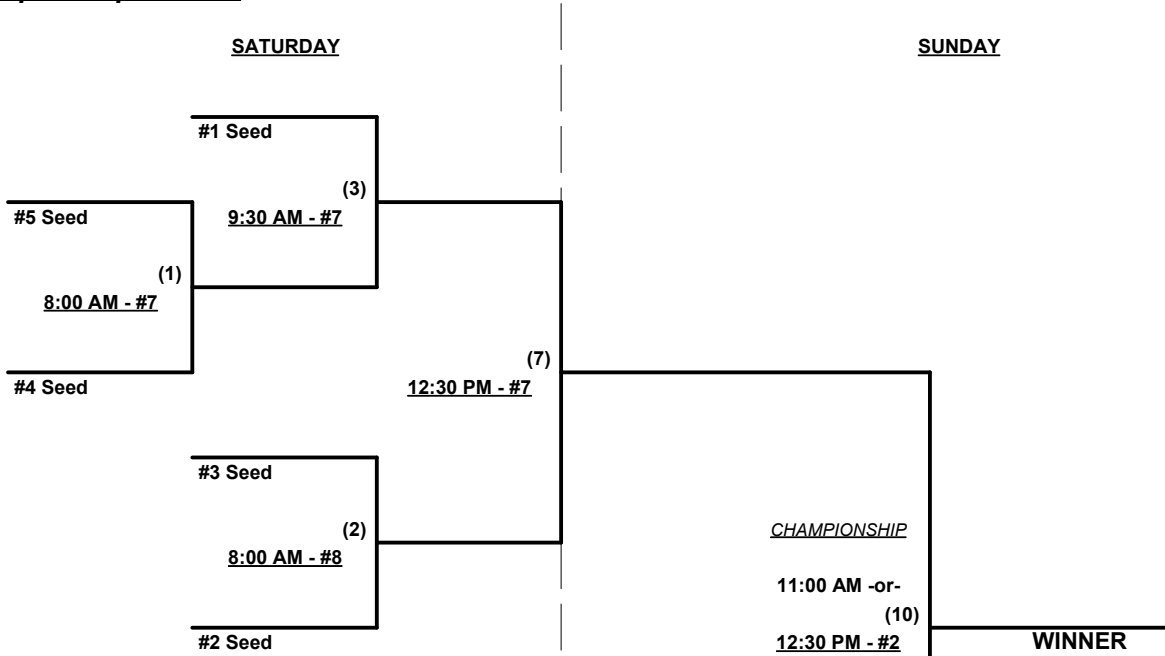 SATURDAY
SUNDAY
#1 Seed
(3)
9:30 AM - #7
#5 Seed
(1)
8:00 AM - #7
#4 Seed
(7)
12:30 PM - #7
#3 Seed
(2)
8:00 AM - #8
#2 Seed
CHAMPIONSHIP
11:00 AM -or-
(10)
12:30 PM - #2
WINNER